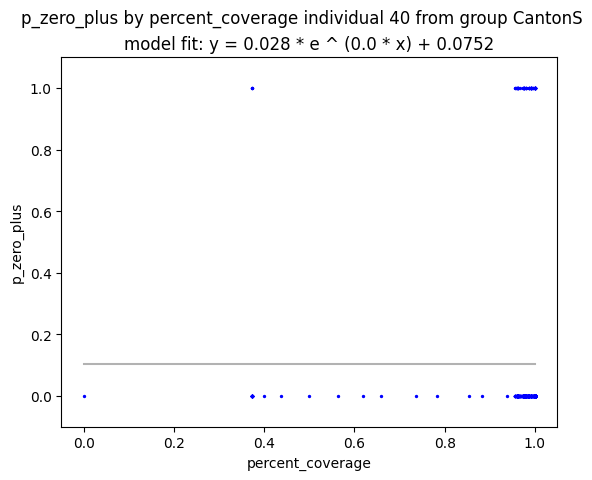 p_zero_plus by percent_coverage individual 40 from group CantonS
model fit: y = 0.028 * e ^ (0.0 * x) + 0.0752
1.0
0.8
0.6
0.4
0.2
0.0
p_zero_plus
0.0 0.2 0.4 0.6 0.8 1.0
percent_coverage